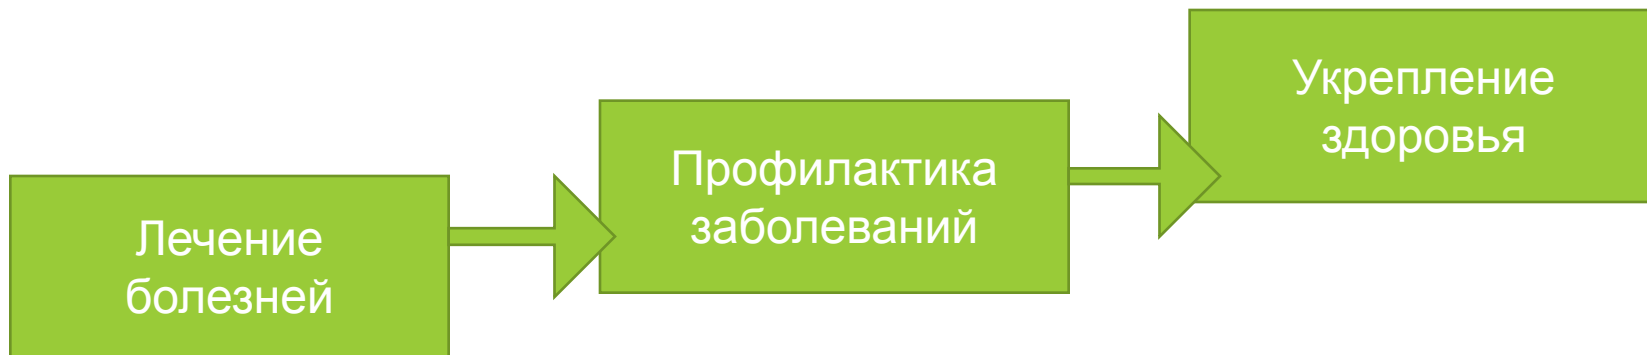 Лечение
болезней
Профилактика
заболеваний
Укрепление
здоровья